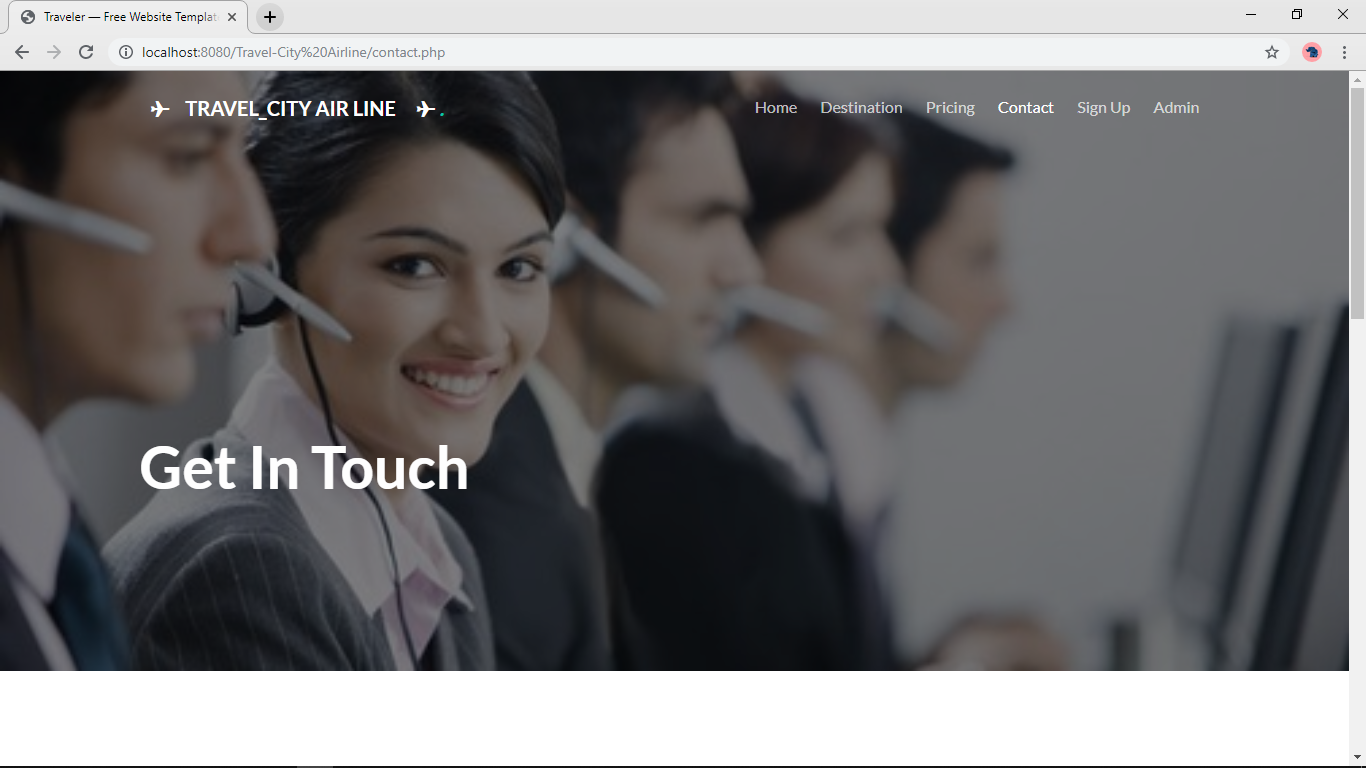 Traveler — Free Website Templat
localhost:8080/Travel-City%20Airline/contact.php
TRAVEL_CITY AIR LINE .
Home Destination Pricing Contact Sign Up Admin
Get In Touch